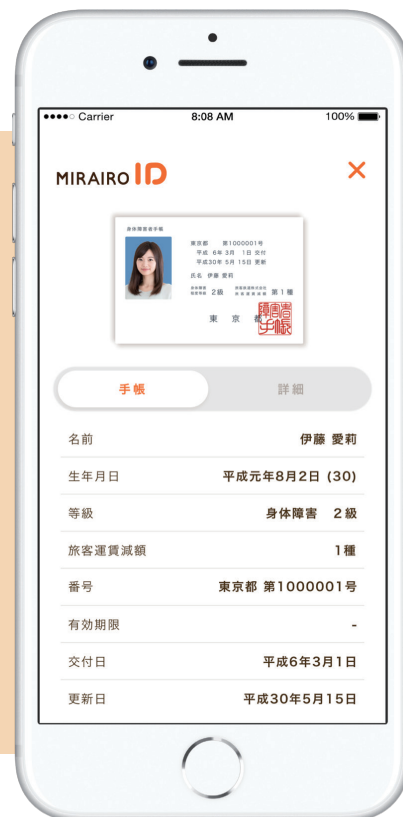 ●●●●○ Carrier 8:08 AM 100%
MIRAIRO ID ×
身体障害者手帳
東京都 第1000001号
平成 6年 3月 1日 交付
平成30年 5月 15日 更新
氏名 伊藤 愛莉
2級 第1種
東京都
手帳 詳細
名前 伊藤 愛莉
生年月日 平成元年8月2日 (30)
等級 身体障害 2級
旅客運賃減額 1種
番号 東京都 第1000001号
有効期限 -
交付日 平成6年3月1日
更新日 平成30年5月15日